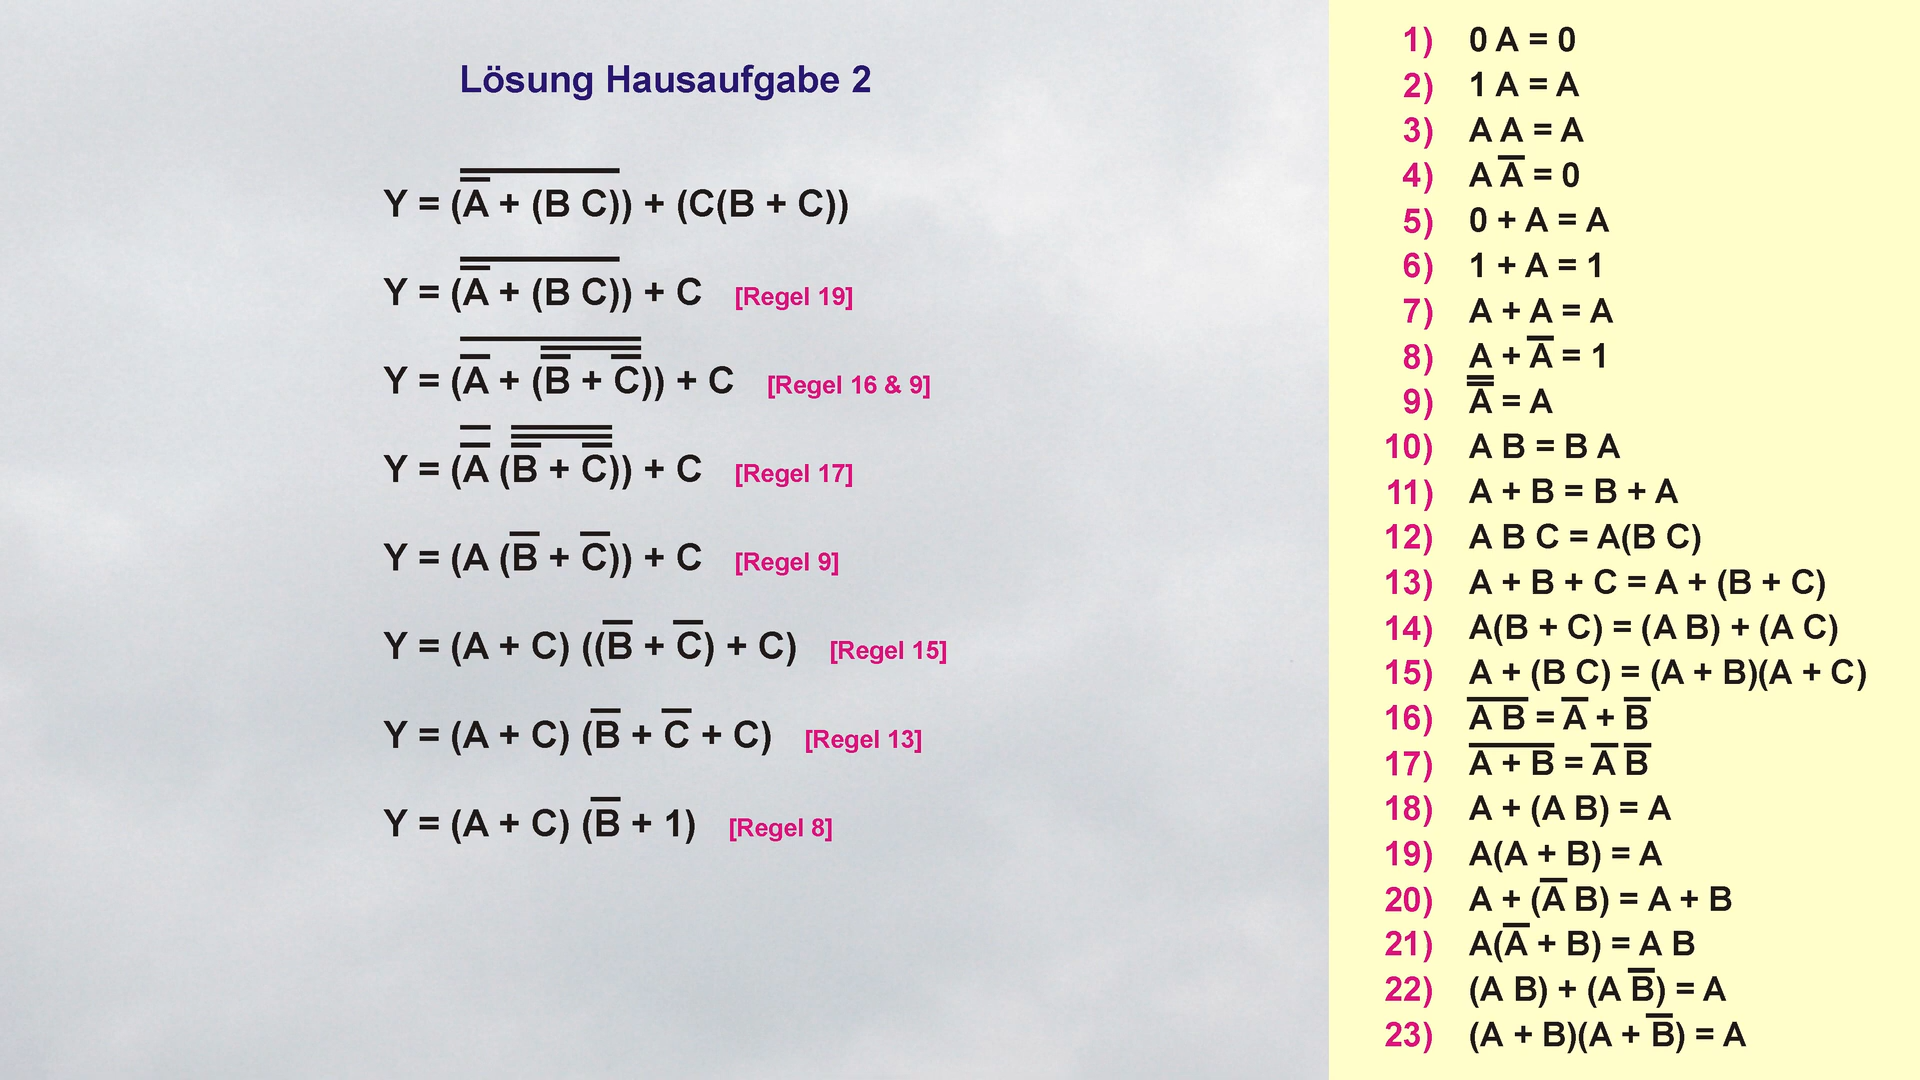 Lösung Hausaufgabe 2
Y = (A̅ + (B C))̅ + (C(B + C))
Y = (A̅ + (B C))̅ + C [Regel 19]
Y = (A̅ + (B̅ + C̅)̿)̅ + C [Regel 16 & 9]
Y = (A̿ (B̅ + C̅)̿) + C [Regel 17]
Y = (A (B̅ + C̅)) + C [Regel 9]
Y = (A + C) ((B̅ + C̅) + C) [Regel 15]
Y = (A + C) (B̅ + C̅ + C) [Regel 13]
Y = (A + C) (B̅ + 1) [Regel 8]
1) 0 A = 0
2) 1 A = A
3) A A = A
4) A A̅ = 0
5) 0 + A = A
6) 1 + A = 1
7) A + A = A
8) A + A̅ = 1
9) A̿ = A
10) A B = B A
11) A + B = B + A
12) A B C = A(B C)
13) A + B + C = A + (B + C)
14) A(B + C) = (A B) + (A C)
15) A + (B C) = (A + B)(A + C)
16) A̅ ̅B̅ = A̅ + B̅
17) A̅ ̅+̅ ̅B̅ = A̅ B̅
18) A + (A B) = A
19) A(A + B) = A
20) A + (A̅ B) = A + B
21) A(A̅ + B) = A B
22) (A B) + (A B̅) = A
23) (A + B)(A + B̅) = A